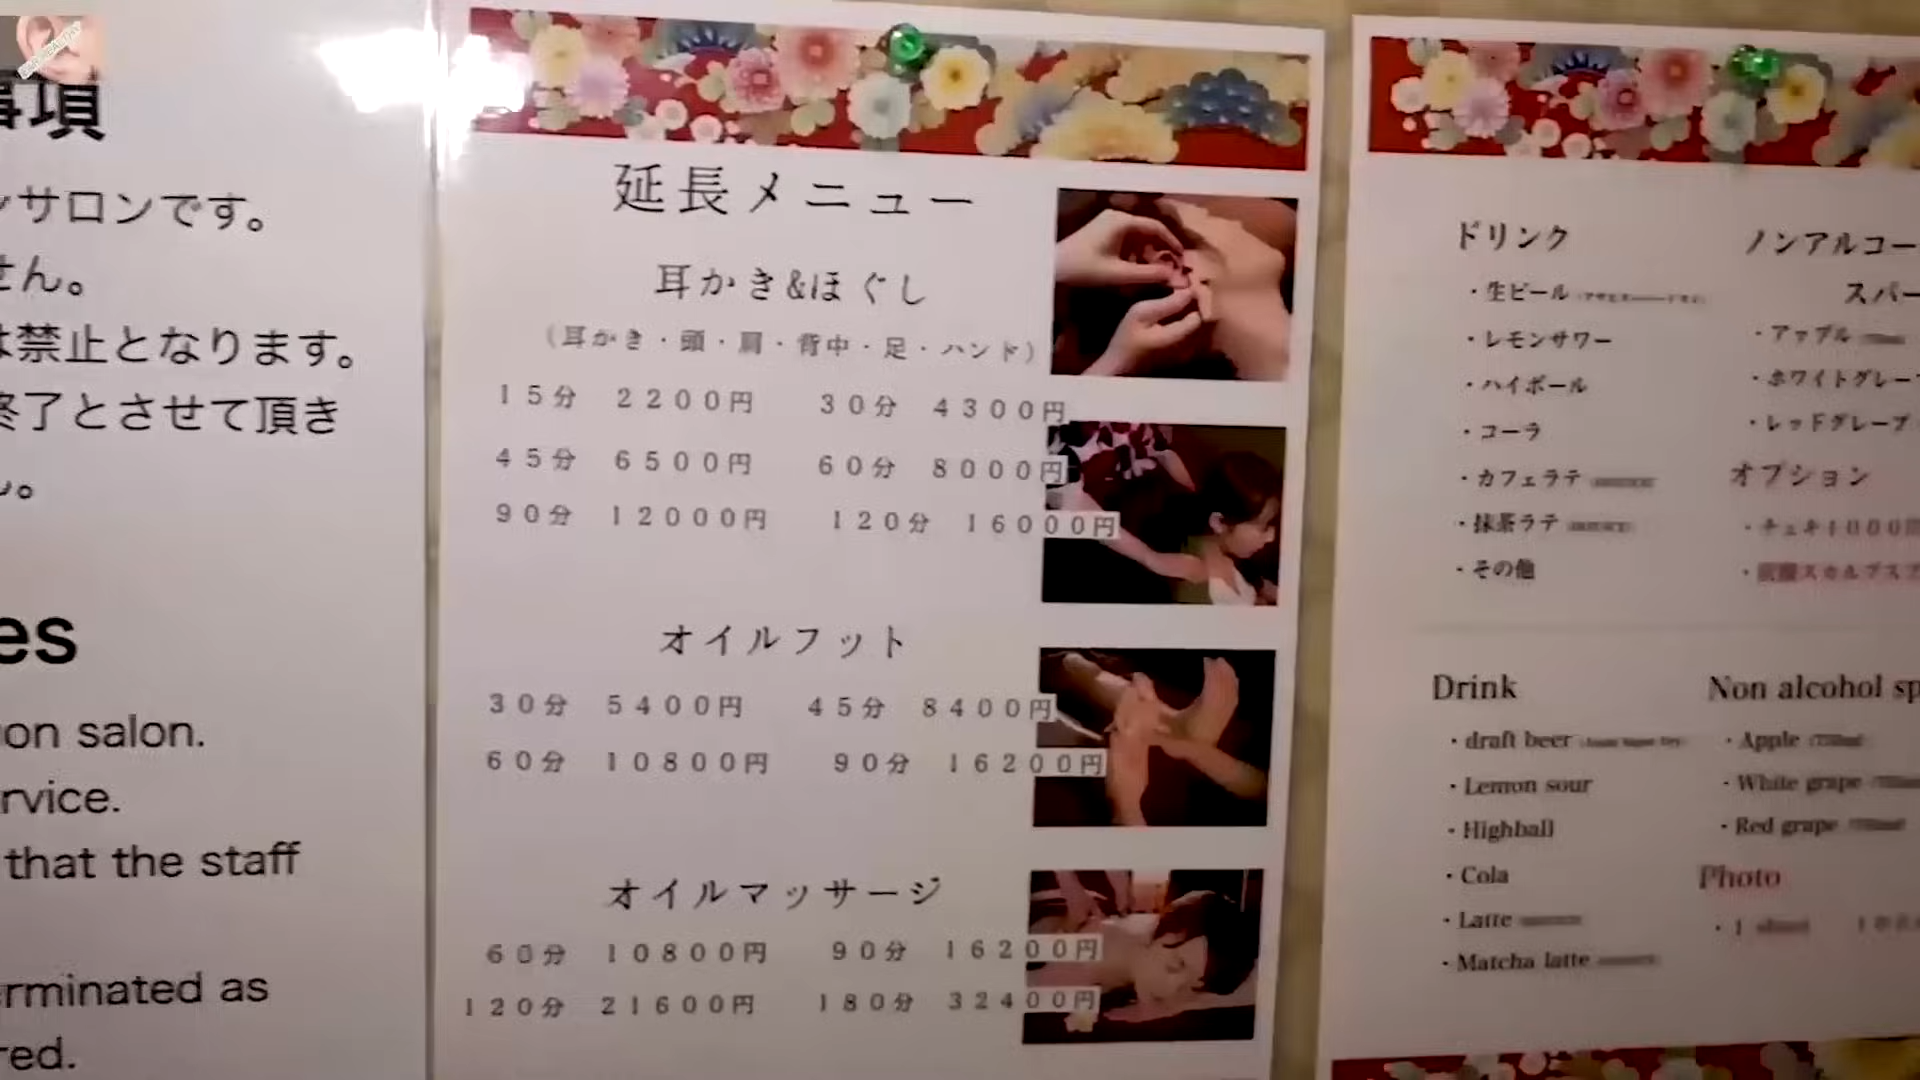 事項
サロンです。
せん。
は禁止となります。
終了とさせて頂き
es
on salon.
rvice.
that the staff
erminated as
red.
延長メニュー
耳かき&ほぐし
（耳かき・頭・肩・背中・足・ハンド）
15分 2200円 30分 4300円
45分 6500円 60分 8000円
90分 12000円 120分 16000円
オイルフット
30分 5400円 45分 8400円
60分 10800円 90分 16200円
オイルマッサージ
60分 10800円 90分 16200円
120分 21600円 180分 32400円
ドリンク
・生ビール
・レモンサワー
・ハイボール
・コーラ
・カフェラテ
・抹茶ラテ
・その他
ノンアルコー
スパー
・アップル
・ホワイトグレー
・レッドグレープ
オプション
・チェキ1000円
Drink
・draft beer
・Lemon sour
・Highball
・Cola
・Latte
・Matcha latte
Non alcohol sp
・Apple
・White grape
・Red grape
Photo
・1